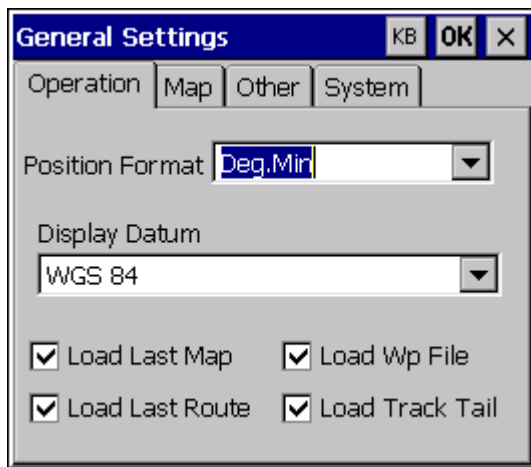 General Settings KB OK ×
Operation Map Other System
Position Format Deg.Min
Display Datum
WGS 84
Load Last Map Load Wp File
Load Last Route Load Track Tail